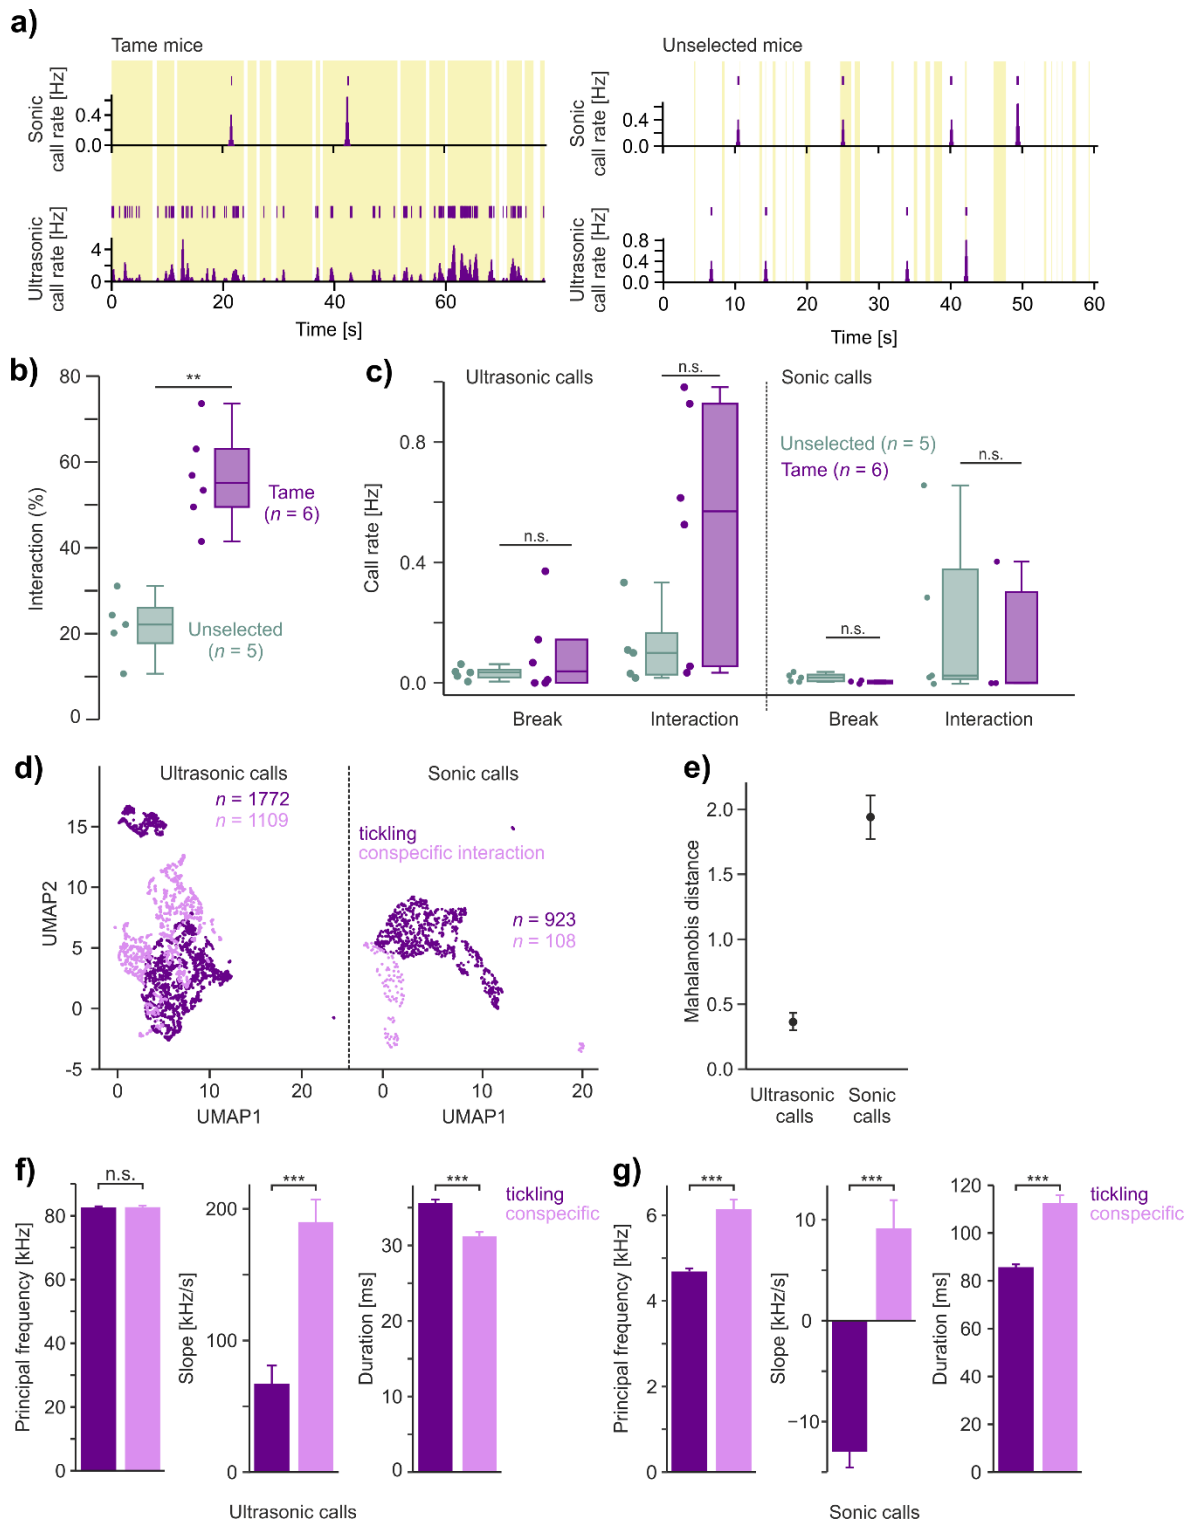 a)
Tame mice
Unselected mice
Sonic
call rate [Hz]
0.4
0.0
Sonic
call rate [Hz]
0.4
0.0
Ultrasonic
call rate [Hz]
4
0
0
20
40
60
Time [s]
Ultrasonic
call rate [Hz]
0.8
0.4
0.0
0
10
20
30
40
50
60
Time [s]
b)
Interaction (%)
80
60
40
20
0
**
Tame
(n = 6)
Unselected
(n = 5)
c)
Ultrasonic calls
Sonic calls
Call rate [Hz]
0.8
0.4
0.0
n.s.
n.s.
n.s.
n.s.
Unselected (n = 5)
Tame (n = 6)
Break
Interaction
Break
Interaction
d)
Ultrasonic calls
n = 1772
n = 1109
Sonic calls
tickling
conspecific interaction
n = 923
n = 108
UMAP2
15
10
5
0
-5
0
10
20
UMAP1
0
10
20
UMAP1
e)
Mahalanobis distance
2.0
1.5
1.0
0.5
0.0
Ultrasonic
calls
Sonic
calls
f)
n.s.
Principal frequency [kHz]
80
60
40
20
0
***
Slope [kHz/s]
200
100
0
***
Duration [ms]
30
20
10
0
tickling
conspecific
Ultrasonic calls
g)
***
Principal frequency [kHz]
6
4
2
0
***
Slope [kHz/s]
10
0
−10
***
Duration [ms]
120
100
80
60
40
20
0
tickling
conspecific
Sonic calls